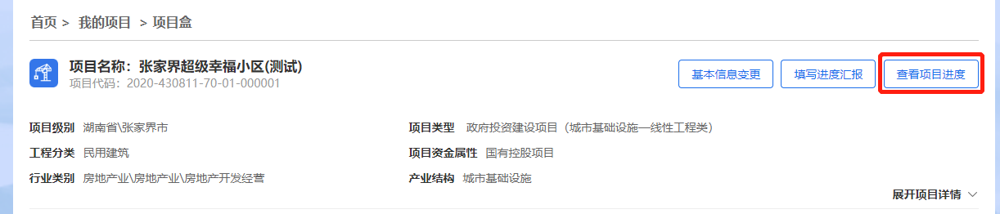 首页 > 我的项目 > 项目盒
项目名称：张家界超级幸福小区(测试)
项目代码：2020-430811-70-01-000001
基本信息变更 填写进度汇报 查看项目进度
项目级别 湖南省\张家界市 项目类型 政府投资建设项目（城市基础设施—线性工程类）
工程分类 民用建筑 项目资金属性 国有控股项目
行业类别 房地产业\房地产业\房地产开发经营 产业结构 城市基础设施
展开项目详情